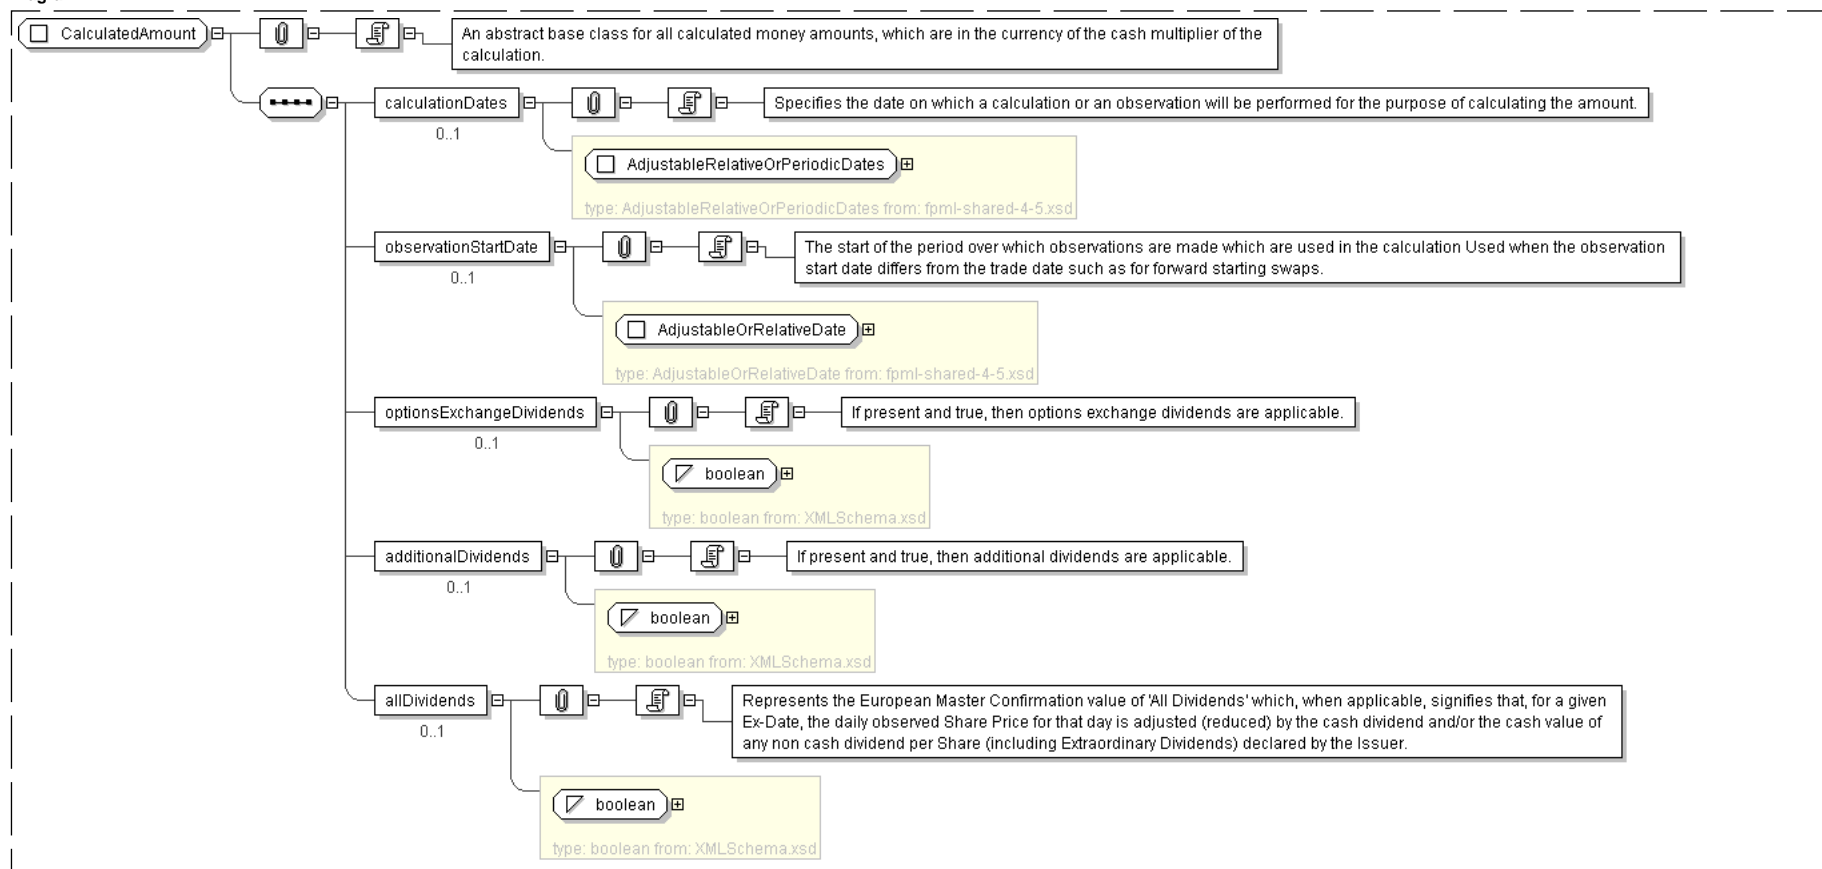 CalculatedAmount
An abstract base class for all calculated money amounts, which are in the currency of the cash multiplier of the
calculation.
calculationDates
Specifies the date on which a calculation or an observation will be performed for the purpose of calculating the amount.
0..1
AdjustableRelativeOrPeriodicDates
type: AdjustableRelativeOrPeriodicDates from: fpml-shared-4-5.xsd
observationStartDate
The start of the period over which observations are made which are used in the calculation Used when the observation
start date differs from the trade date such as for forward starting swaps.
0..1
AdjustableOrRelativeDate
type: AdjustableOrRelativeDate from: fpml-shared-4-5.xsd
optionsExchangeDividends
If present and true, then options exchange dividends are applicable.
0..1
boolean
type: boolean from: XMLSchema.xsd
additionalDividends
If present and true, then additional dividends are applicable.
0..1
boolean
type: boolean from: XMLSchema.xsd
allDividends
Represents the European Master Confirmation value of 'All Dividends' which, when applicable, signifies that, for a given
Ex-Date, the daily observed Share Price for that day is adjusted (reduced) by the cash dividend and/or the cash value of
any non cash dividend per Share (including Extraordinary Dividends) declared by the Issuer.
0..1
boolean
type: boolean from: XMLSchema.xsd